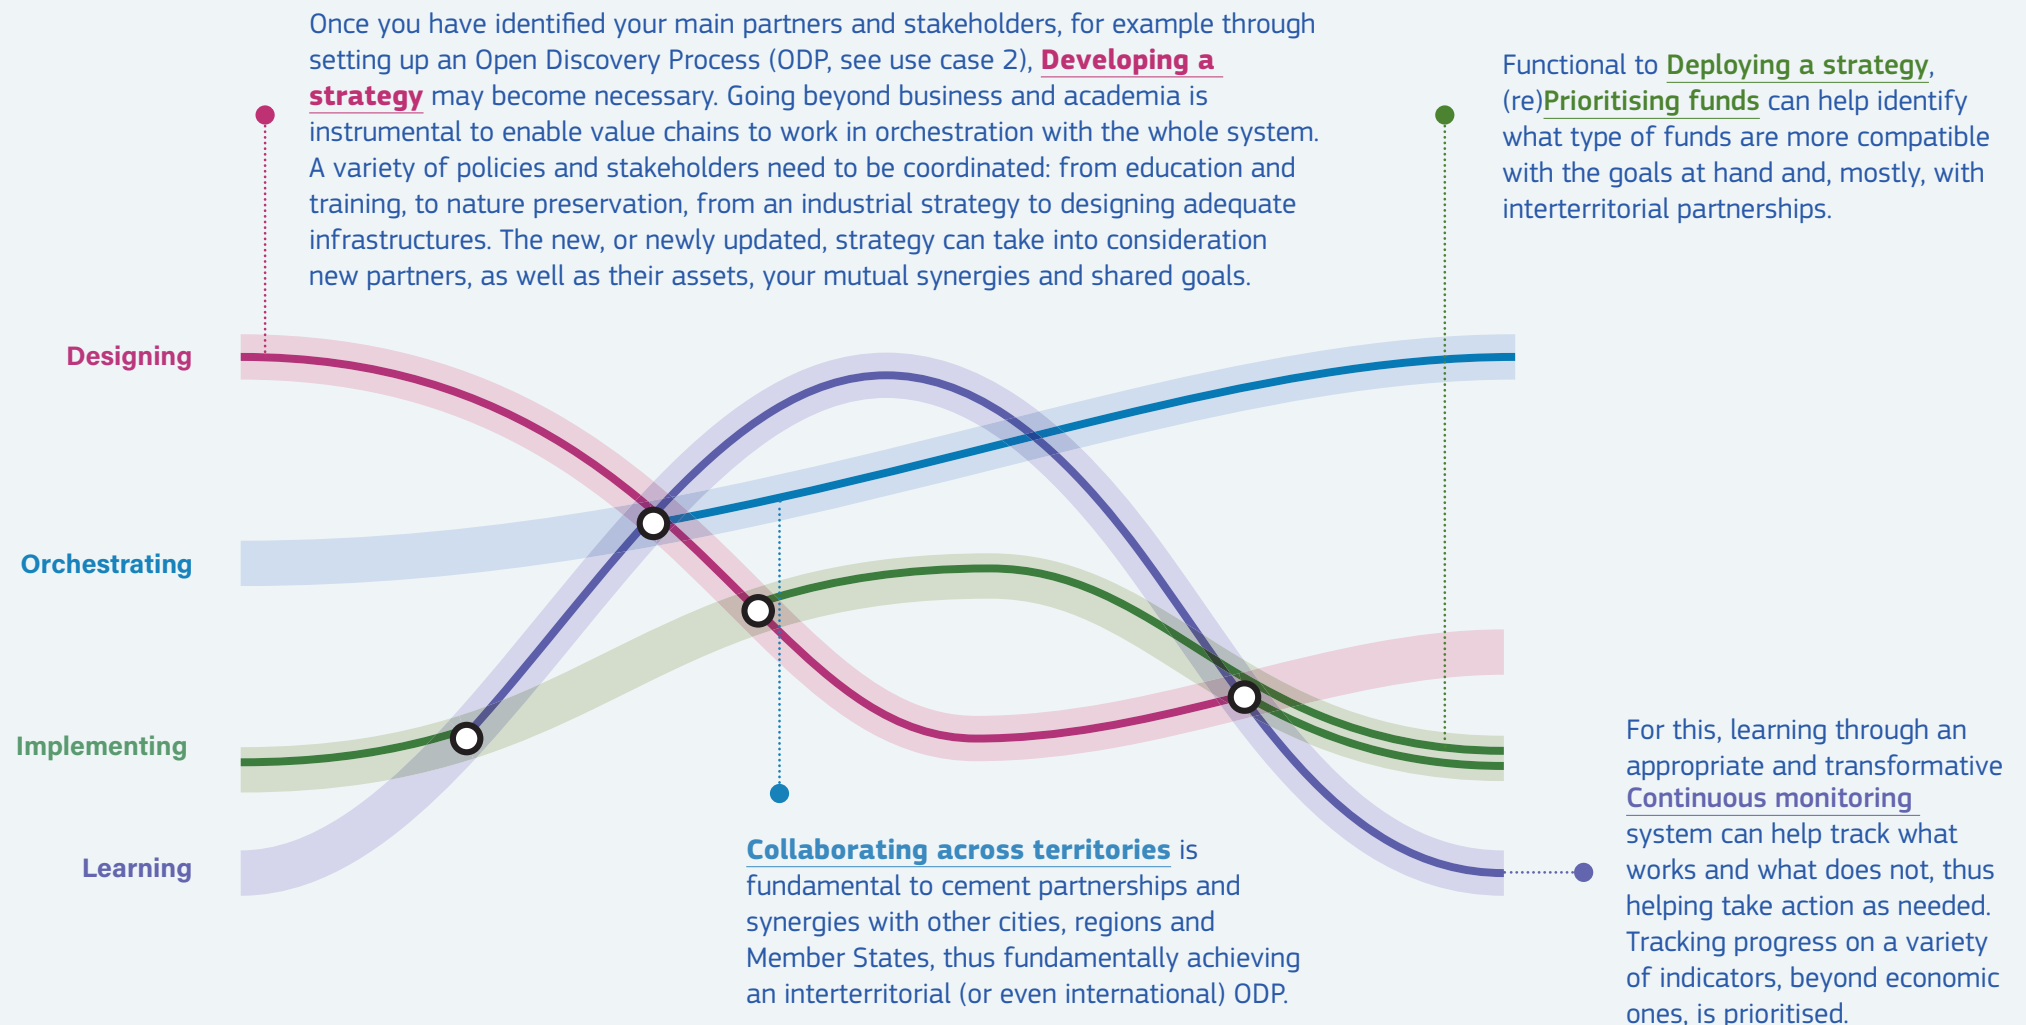 Once you have identified your main partners and stakeholders, for example through
setting up an Open Discovery Process (ODP, see use case 2), Developing a
strategy may become necessary. Going beyond business and academia is
instrumental to enable value chains to work in orchestration with the whole system.
A variety of policies and stakeholders need to be coordinated: from education and
training, to nature preservation, from an industrial strategy to designing adequate
infrastructures. The new, or newly updated, strategy can take into consideration
new partners, as well as their assets, your mutual synergies and shared goals.
Functional to Deploying a strategy,
(re)Prioritising funds can help identify
what type of funds are more compatible
with the goals at hand and, mostly, with
interterritorial partnerships.
Designing
Orchestrating
Implementing
Learning
Collaborating across territories is
fundamental to cement partnerships and
synergies with other cities, regions and
Member States, thus fundamentally achieving
an interterritorial (or even international) ODP.
For this, learning through an
appropriate and transformative
Continuous monitoring
system can help track what
works and what does not, thus
helping take action as needed.
Tracking progress on a variety
of indicators, beyond economic
ones, is prioritised.